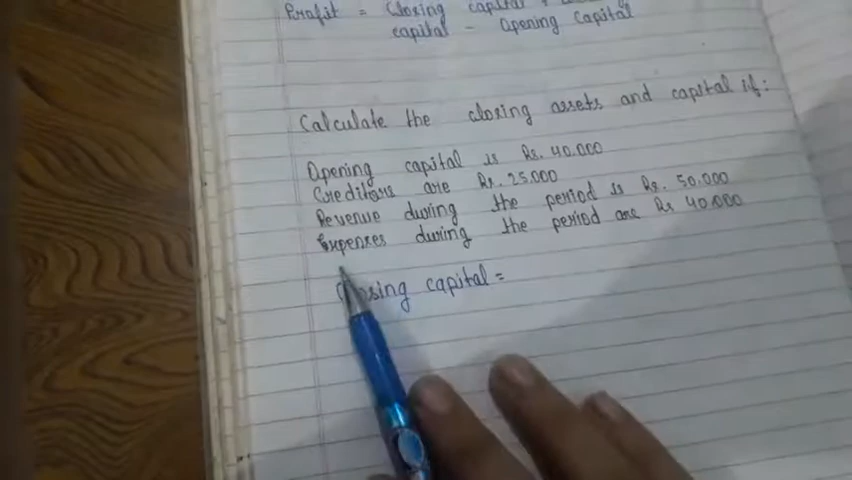 Profit = Closing capital +
capital - Opening Capital
Calculate the closing assets and capital if:
Opening capital is Rs. 40.000
Creditors are Rs. 25.000
Revenue during the period is Rs. 50.000
Expenses during the period are Rs 40.000
Closing capital =